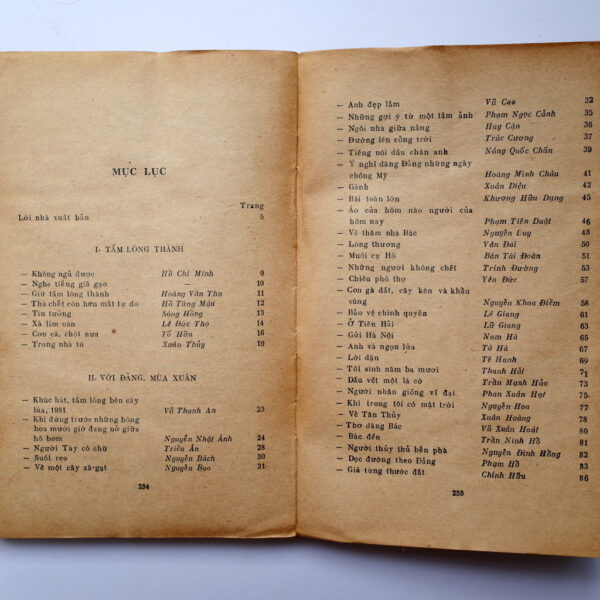 MỤC LỤC
Trang
Lời nhà xuất bản 5
I. TẤM LÒNG THÀNH
— Không ngủ được Hồ Chí Minh 9
— Nghe tiếng giã gạo — 10
— Giữ tấm lòng thành Hoàng Văn Thụ 11
— Thà chết còn hơn mất tự do Hồ Tùng Mậu 12
— Tin tưởng Sóng Hồng 13
— Xà lim oán Lê Đức Thọ 14
— Con cá, chột nưa Tố Hữu 16
— Trong nhà tù Xuân Thủy 19
II. VỚI ĐẢNG, MÙA XUÂN
— Khúc hát, tấm lòng bên cây
lúa, 1981 Vũ Thanh An 23
— Khi đứng trước những bông
hoa mười giờ đang nở giữa
hố bom Nguyễn Nhật Ánh 24
— Người Tày có chữ Triều Ân 28
— Suối reo Nguyễn Bách 30
— Về một cây xà-gạt Nguyễn Bao 31
254
— Anh đẹp lắm Vũ Cao 32
— Những gợi ý từ một tấm ảnh Phạm Ngọc Cảnh 35
— Ngôi nhà giữa nắng Huy Cận 36
— Đường lên cổng trời Trúc Cương 37
— Tiếng nói dấu chân anh Nông Quốc Chấn 39
— Ý nghĩ dâng Đảng những ngày
chống Mỹ Hoàng Minh Châu 41
— Gánh Xuân Diệu 42
— Bài toán lớn Khương Hữu Dụng 45
— Áo của hôm nào người của
hôm nay Phạm Tiến Duật 46
— Về thăm nhà Bác Nguyễn Duy 49
— Lòng thương Văn Đài 50
— Muôi cụ Hồ Bàn Tài Đoàn 51
— Những người không chết Trinh Đường 53
— Chiều phó thọ Yên Đức 57
— Con gà đất, cây kèn và khẩu
súng Nguyễn Khoa Điềm 58
— Bảo vệ chính quyền Lê Giang 61
— Ở Tiên Hải Lữ Giang 63
— Gửi Hà Nội Nam Hà 65
— Anh và ngọn lửa Tô Hà 67
— Lời dặn Tế Hanh 69
— Tôi sinh năm ba mươi Thanh Hải 71
— Dấu vết một lá cờ Trần Mạnh Hảo 73
— Người nhân giống vĩ đại Phan Xuân Hạt 75
— Khi trong tôi có mặt trời Nguyễn Hoa 77
— Về Tân Thủy Xuân Hoàng 78
— Thơ dâng Bác Vũ Xuân Hoát 80
— Bác đến Trần Ninh Hồ 81
— Người thủy thủ bắn phà Nguyễn Đình Hồng 82
— Dọc đường theo Đảng Phạm Hổ 83
— Giá từng thước đất Chính Hữu 86
255